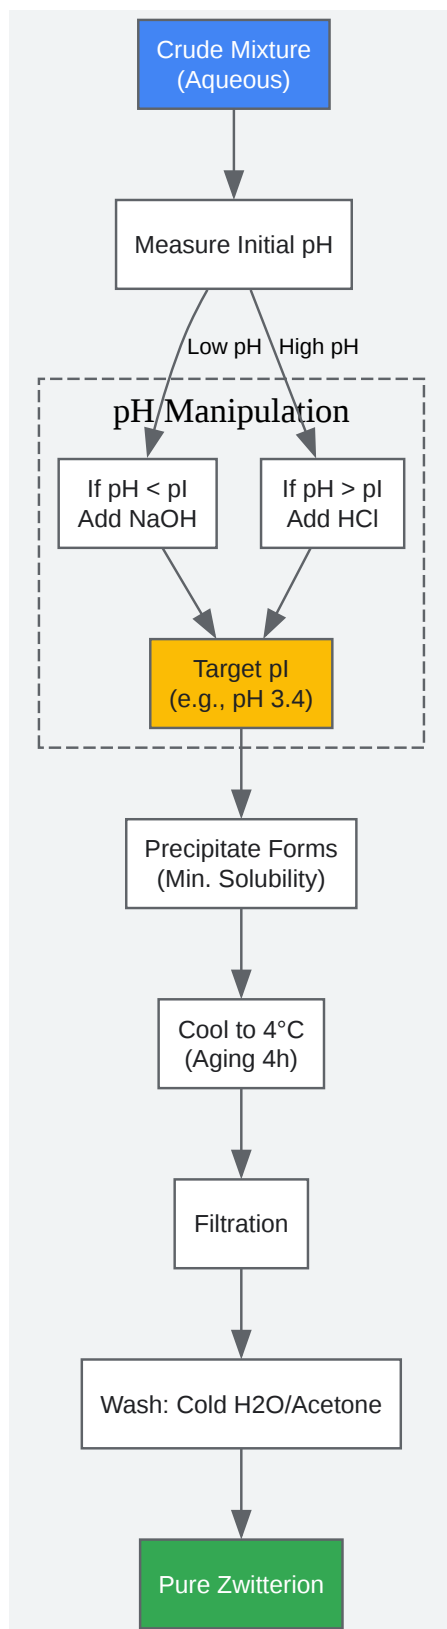 Crude Mixture
(Aqueous)
Measure Initial pH
Low pH
High pH
pH Manipulation
If pH < pI
Add NaOH
If pH > pI
Add HCl
Target pI
(e.g., pH 3.4)
Precipitate Forms
(Min. Solubility)
Cool to 4°C
(Aging 4h)
Filtration
Wash: Cold H2O/Acetone
Pure Zwitterion